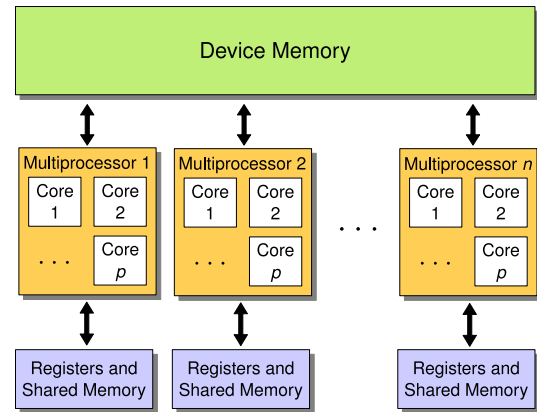 Device Memory
Multiprocessor 1
Core
1
Core
2
. . .
Core
p
Multiprocessor 2
Core
1
Core
2
. . .
Core
p
. . .
Multiprocessor n
Core
1
Core
2
. . .
Core
p
Registers and
Shared Memory
Registers and
Shared Memory
Registers and
Shared Memory